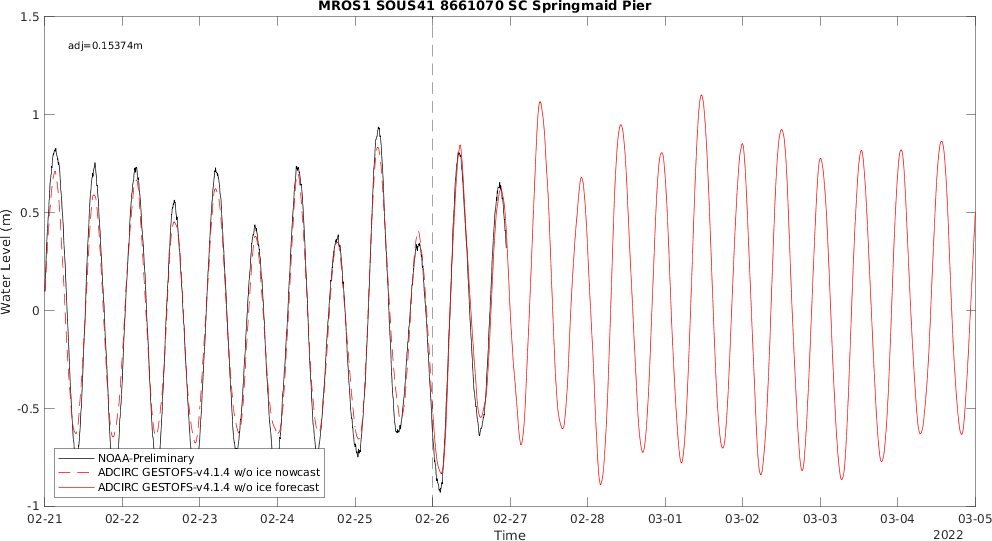 MROS1 SOUS41 8661070 SC Springmaid Pier
1.5
adj=0.15374m
1
0.5
Water Level (m)
0
-0.5
NOAA-Preliminary
ADCIRC GESTOFS-v4.1.4 w/o ice nowcast
ADCIRC GESTOFS-v4.1.4 w/o ice forecast
-1
02-21 02-22 02-23 02-24 02-25 02-26 02-27 02-28 03-01 03-02 03-03 03-04 03-05
Time
2022